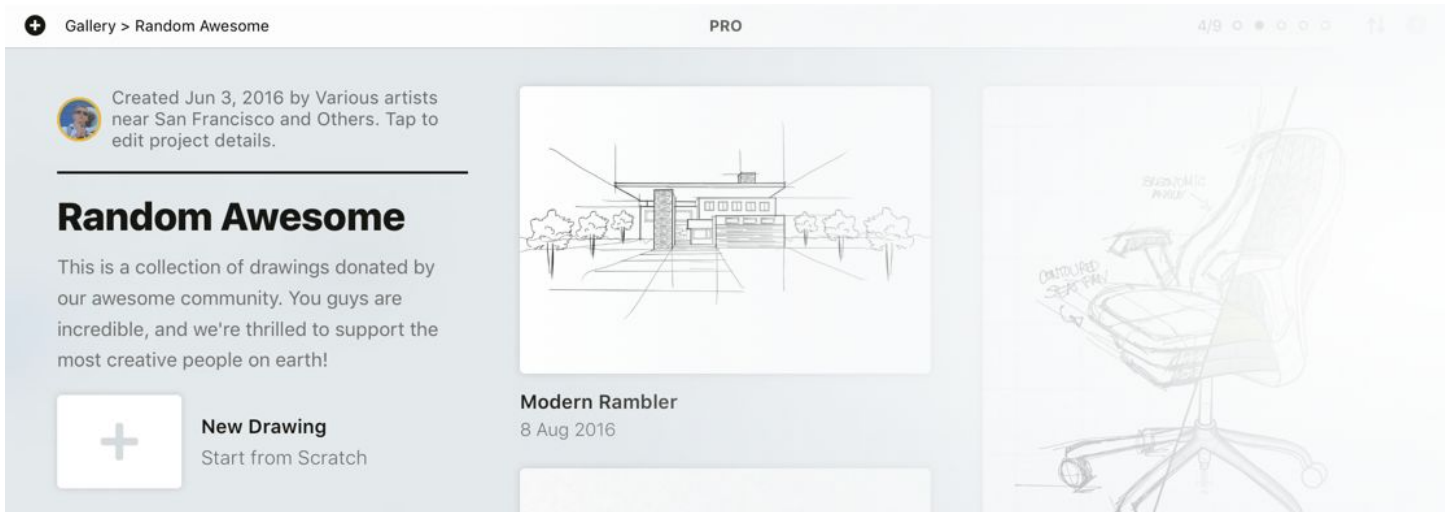 Gallery > Random Awesome
PRO
4/9
Created Jun 3, 2016 by Various artists
near San Francisco and Others. Tap to
edit project details.
Random Awesome
This is a collection of drawings donated by
our awesome community. You guys are
incredible, and we're thrilled to support the
most creative people on earth!
New Drawing
Start from Scratch
Modern Rambler
8 Aug 2016
CONTOURED
SEAT PAN